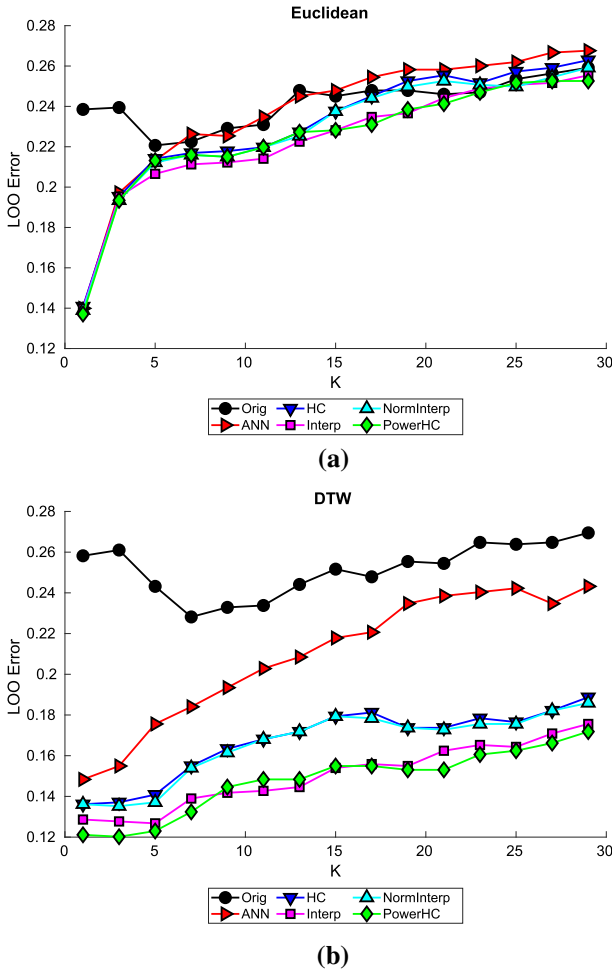 Euclidean
0.28
0.26
0.24
0.22
0.2
0.18
0.16
0.14
0.12
LOO Error
0 5 10 15 20 25 30
K
Orig HC NormInterp
ANN Interp PowerHC
(a)
DTW
0.28
0.26
0.24
0.22
0.2
0.18
0.16
0.14
0.12
LOO Error
0 5 10 15 20 25 30
K
Orig HC NormInterp
ANN Interp PowerHC
(b)